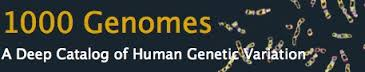 1000 Genomes
A Deep Catalog of Human Genetic Variation